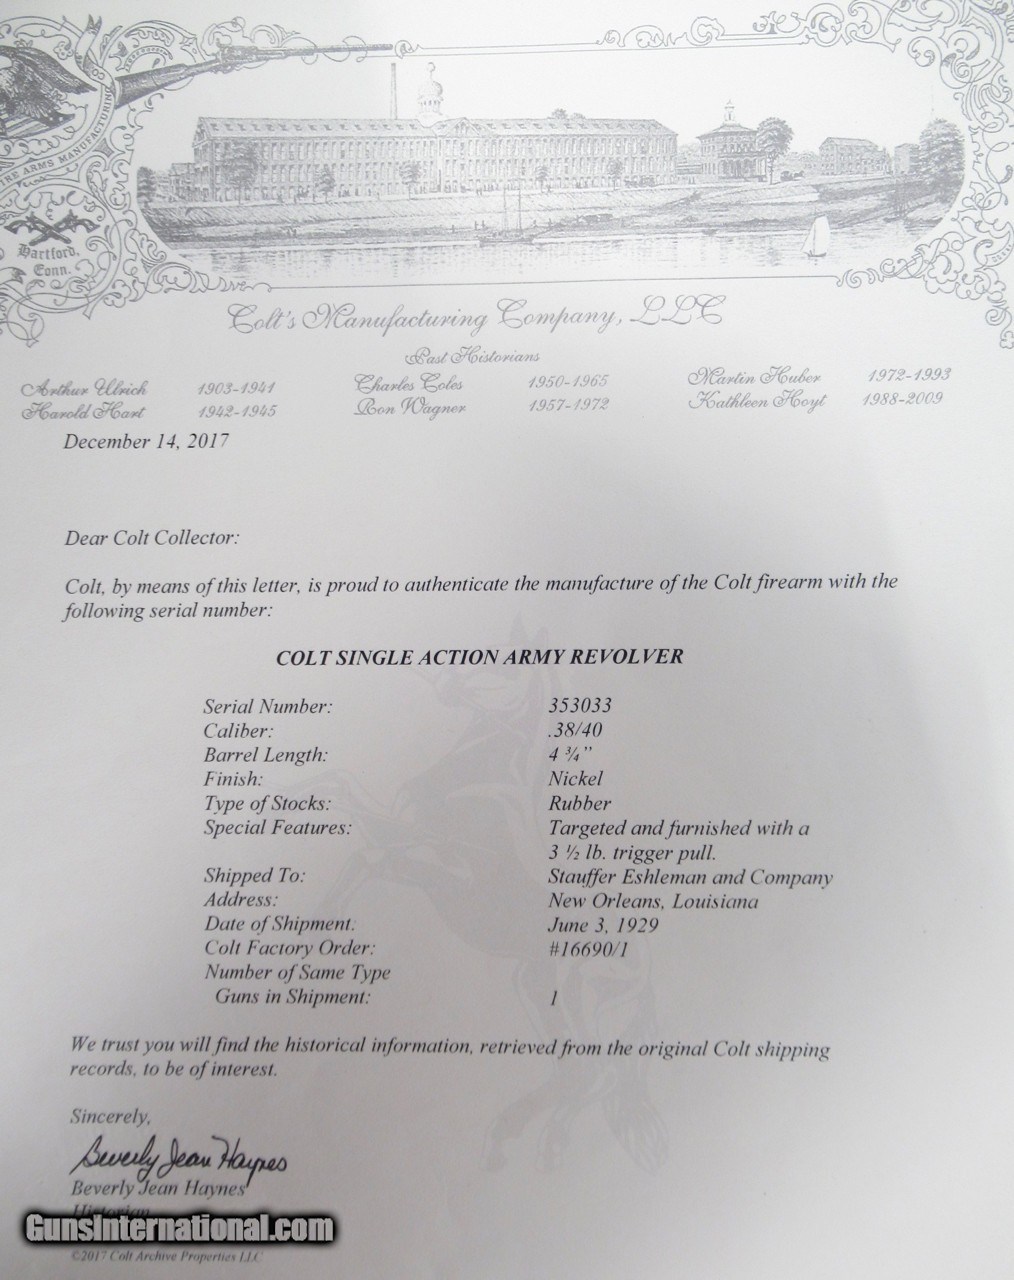 IRE ARMS MANUFACTURING
Hartford,
Conn.
Colt's Manufacturing Company, LLC
Past Historians
Arthur Ulrich 1903-1941 Charles Coles 1950-1965 Martin Huber 1972-1993
Harold Hart 1942-1945 Ron Wagner 1957-1972 Kathleen Hoyt 1988-2009
December 14, 2017
Dear Colt Collector:
Colt, by means of this letter, is proud to authenticate the manufacture of the Colt firearm with the
following serial number:
COLT SINGLE ACTION ARMY REVOLVER
Serial Number: 353033
Caliber: .38/40
Barrel Length: 4 ¾"
Finish: Nickel
Type of Stocks: Rubber
Special Features: Targeted and furnished with a
3 ½ lb. trigger pull.
Shipped To: Stauffer Eshleman and Company
Address: New Orleans, Louisiana
Date of Shipment: June 3, 1929
Colt Factory Order: #16690/1
Number of Same Type
Guns in Shipment: 1
We trust you will find the historical information, retrieved from the original Colt shipping
records, to be of interest.
Sincerely,
Beverly Jean Haynes
Beverly Jean Haynes
Historian
GunsInternational.com
©2017 Colt Archive Properties LLC